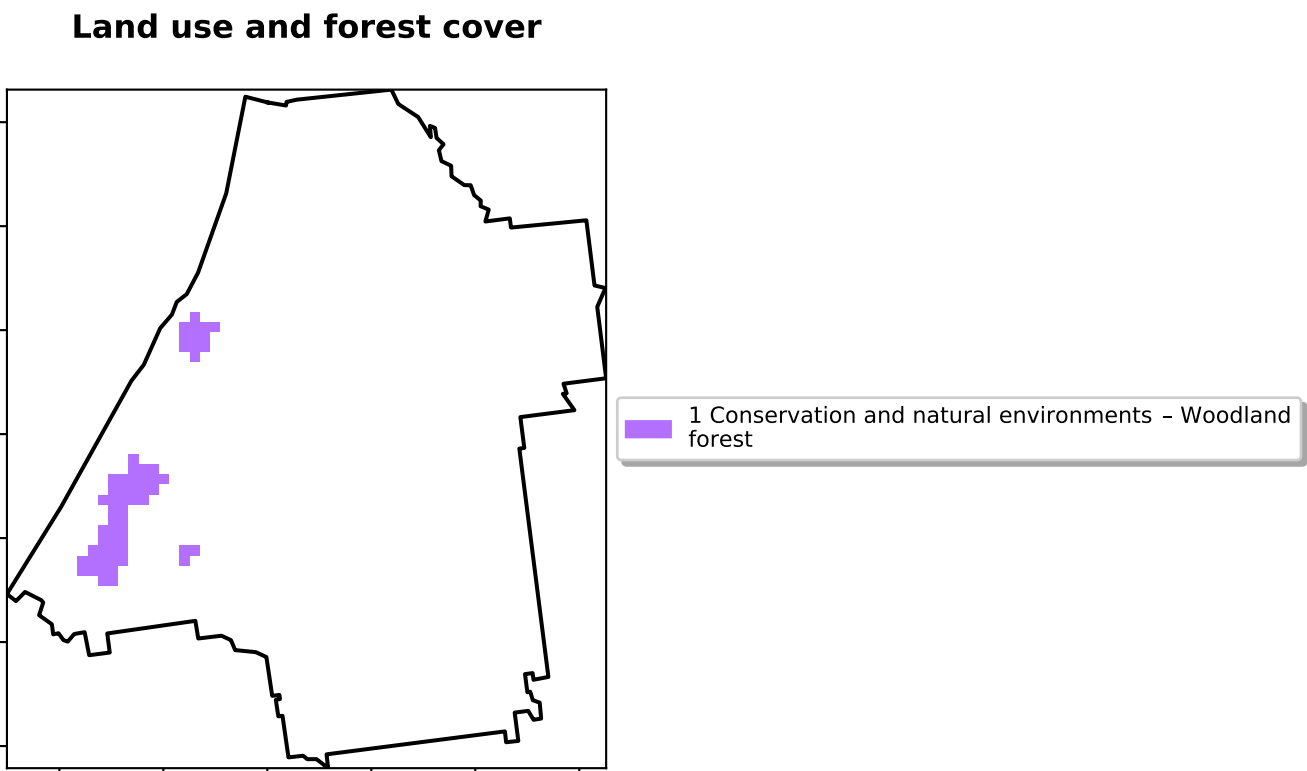 Land use and forest cover
1 Conservation and natural environments – Woodland
forest